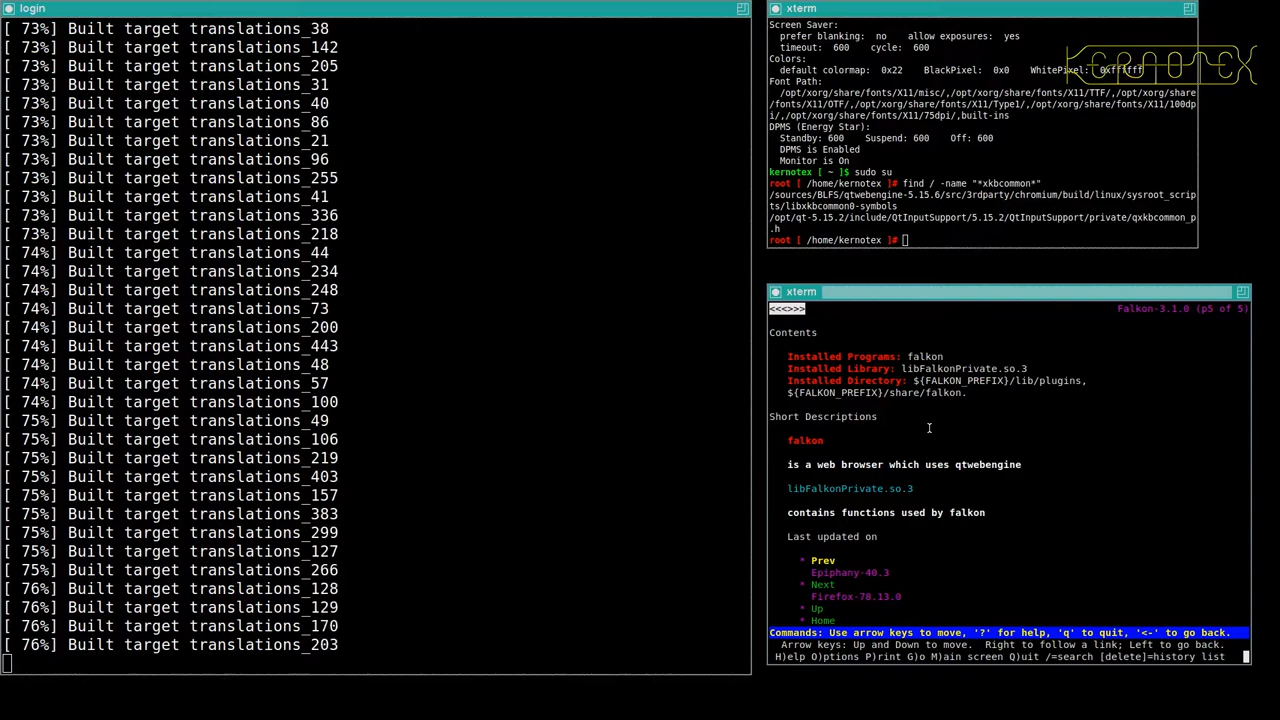 login
[ 73%] Built target translations_38
[ 73%] Built target translations_142
[ 73%] Built target translations_205
[ 73%] Built target translations_31
[ 73%] Built target translations_40
[ 73%] Built target translations_86
[ 73%] Built target translations_21
[ 73%] Built target translations_96
[ 73%] Built target translations_255
[ 73%] Built target translations_41
[ 73%] Built target translations_336
[ 73%] Built target translations_218
[ 74%] Built target translations_44
[ 74%] Built target translations_234
[ 74%] Built target translations_248
[ 74%] Built target translations_73
[ 74%] Built target translations_200
[ 74%] Built target translations_443
[ 74%] Built target translations_48
[ 74%] Built target translations_57
[ 74%] Built target translations_100
[ 75%] Built target translations_49
[ 75%] Built target translations_106
[ 75%] Built target translations_219
[ 75%] Built target translations_403
[ 75%] Built target translations_157
[ 75%] Built target translations_383
[ 75%] Built target translations_299
[ 75%] Built target translations_127
[ 75%] Built target translations_266
[ 76%] Built target translations_128
[ 76%] Built target translations_129
[ 76%] Built target translations_170
[ 76%] Built target translations_203
xterm
Screen Saver:
prefer blanking:  no    allow exposures:  yes
timeout:  600    cycle:  600
Colors:
default colormap:  0x22    BlackPixel:  0x0    WhitePixel:  0xffffff
Font Path:
/opt/xorg/share/fonts/X11/misc/,/opt/xorg/share/fonts/X11/TTF/,/opt/xorg/share
/fonts/X11/OTF/,/opt/xorg/share/fonts/X11/Type1/,/opt/xorg/share/fonts/X11/100dp
i/,/opt/xorg/share/fonts/X11/75dpi/,built-ins
DPMS (Energy Star):
Standby: 600    Suspend: 600    Off: 600
DPMS is Enabled
Monitor is On
kernotex [ ~ ]$ sudo su
root [ /home/kernotex ]# find / -name "*xkbcommon*"
/sources/BLFS/qtwebengine-5.15.6/src/3rdparty/chromium/build/linux/sysroot_scrip
ts/libxkbcommon0-symbols
/opt/qt-5.15.2/include/QtInputSupport/5.15.2/QtInputSupport/private/qxkbcommon_p
.h
root [ /home/kernotex ]#
KERNOTEX
xterm
<<<>>> Falkon-3.1.0 (p5 of 5)
Contents
Installed Programs: falkon
Installed Library: libFalkonPrivate.so.3
Installed Directory: ${FALKON_PREFIX}/lib/plugins,
${FALKON_PREFIX}/share/falkon.
Short Descriptions
falkon
is a web browser which uses qtwebengine
libFalkonPrivate.so.3
contains functions used by falkon
Last updated on
* Prev
Epiphany-40.3
* Next
Firefox-78.13.0
* Up
* Home
Commands: Use arrow keys to move, '?' for help, 'q' to quit, '<-' to go back.
Arrow keys: Up and Down to move.  Right to follow a link; Left to go back.
H)elp O)ptions P)rint G)o M)ain screen Q)uit /=search [delete]=history list